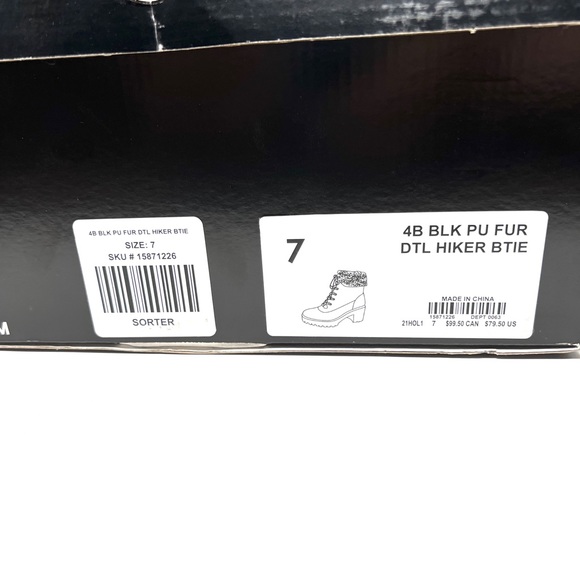 4B BLK PU FUR DTL HIKER BTIE
SIZE: 7
SKU # 15871226
SORTER
M
7
4B BLK PU FUR
DTL HIKER BTIE
MADE IN CHINA
15871226 DEPT 0063
21HOL1 7 $99.50 CAN $79.50 US